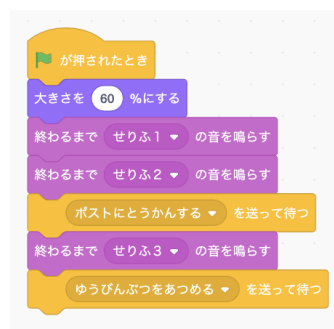 が押されたとき
大きさを 60 %にする
終わるまで せりふ1 の音を鳴らす
終わるまで せりふ2 の音を鳴らす
ポストにとうかんする を送って待つ
終わるまで せりふ3 の音を鳴らす
ゆうびんぶつをあつめる を送って待つ